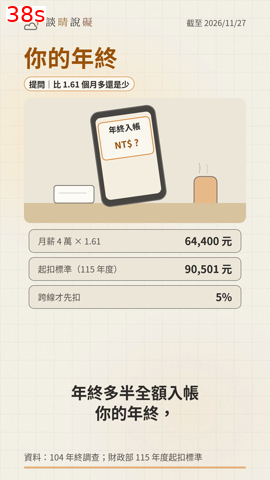 38s
談晴說礙
截至 2026/11/27
你的年終
提問｜比 1.61 個月多還是少
年終入帳
NT$ ?
月薪 4 萬 × 1.61
64,400 元
起扣標準（115 年度）
90,501 元
跨線才先扣
5%
年終多半全額入帳
你的年終，
資料：104 年終調查；財政部 115 年度起扣標準